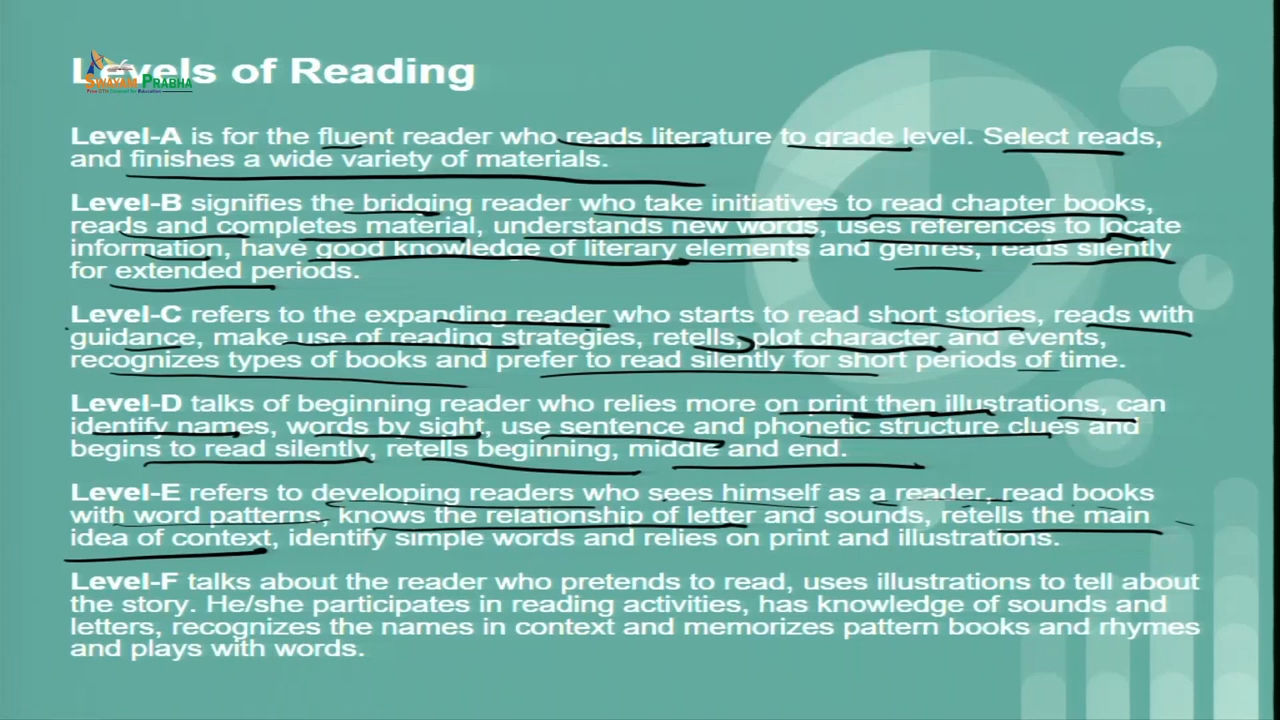 Levels of Reading
SWAYAM PRABHA
Free DTH Channel for Education
Level-A is for the fluent reader who reads literature to grade level. Select reads,
and finishes a wide variety of materials.
Level-B signifies the bridging reader who take initiatives to read chapter books,
reads and completes material, understands new words, uses references to locate
information, have good knowledge of literary elements and genres, reads silently
for extended periods.
Level-C refers to the expanding reader who starts to read short stories, reads with
guidance, make use of reading strategies, retells, plot character and events,
recognizes types of books and prefer to read silently for short periods of time.
Level-D talks of beginning reader who relies more on print then illustrations, can
identify names, words by sight, use sentence and phonetic structure clues and
begins to read silently, retells beginning, middle and end.
Level-E refers to developing readers who sees himself as a reader, read books
with word patterns, knows the relationship of letter and sounds, retells the main
idea of context, identify simple words and relies on print and illustrations.
Level-F talks about the reader who pretends to read, uses illustrations to tell about
the story. He/she participates in reading activities, has knowledge of sounds and
letters, recognizes the names in context and memorizes pattern books and rhymes
and plays with words.